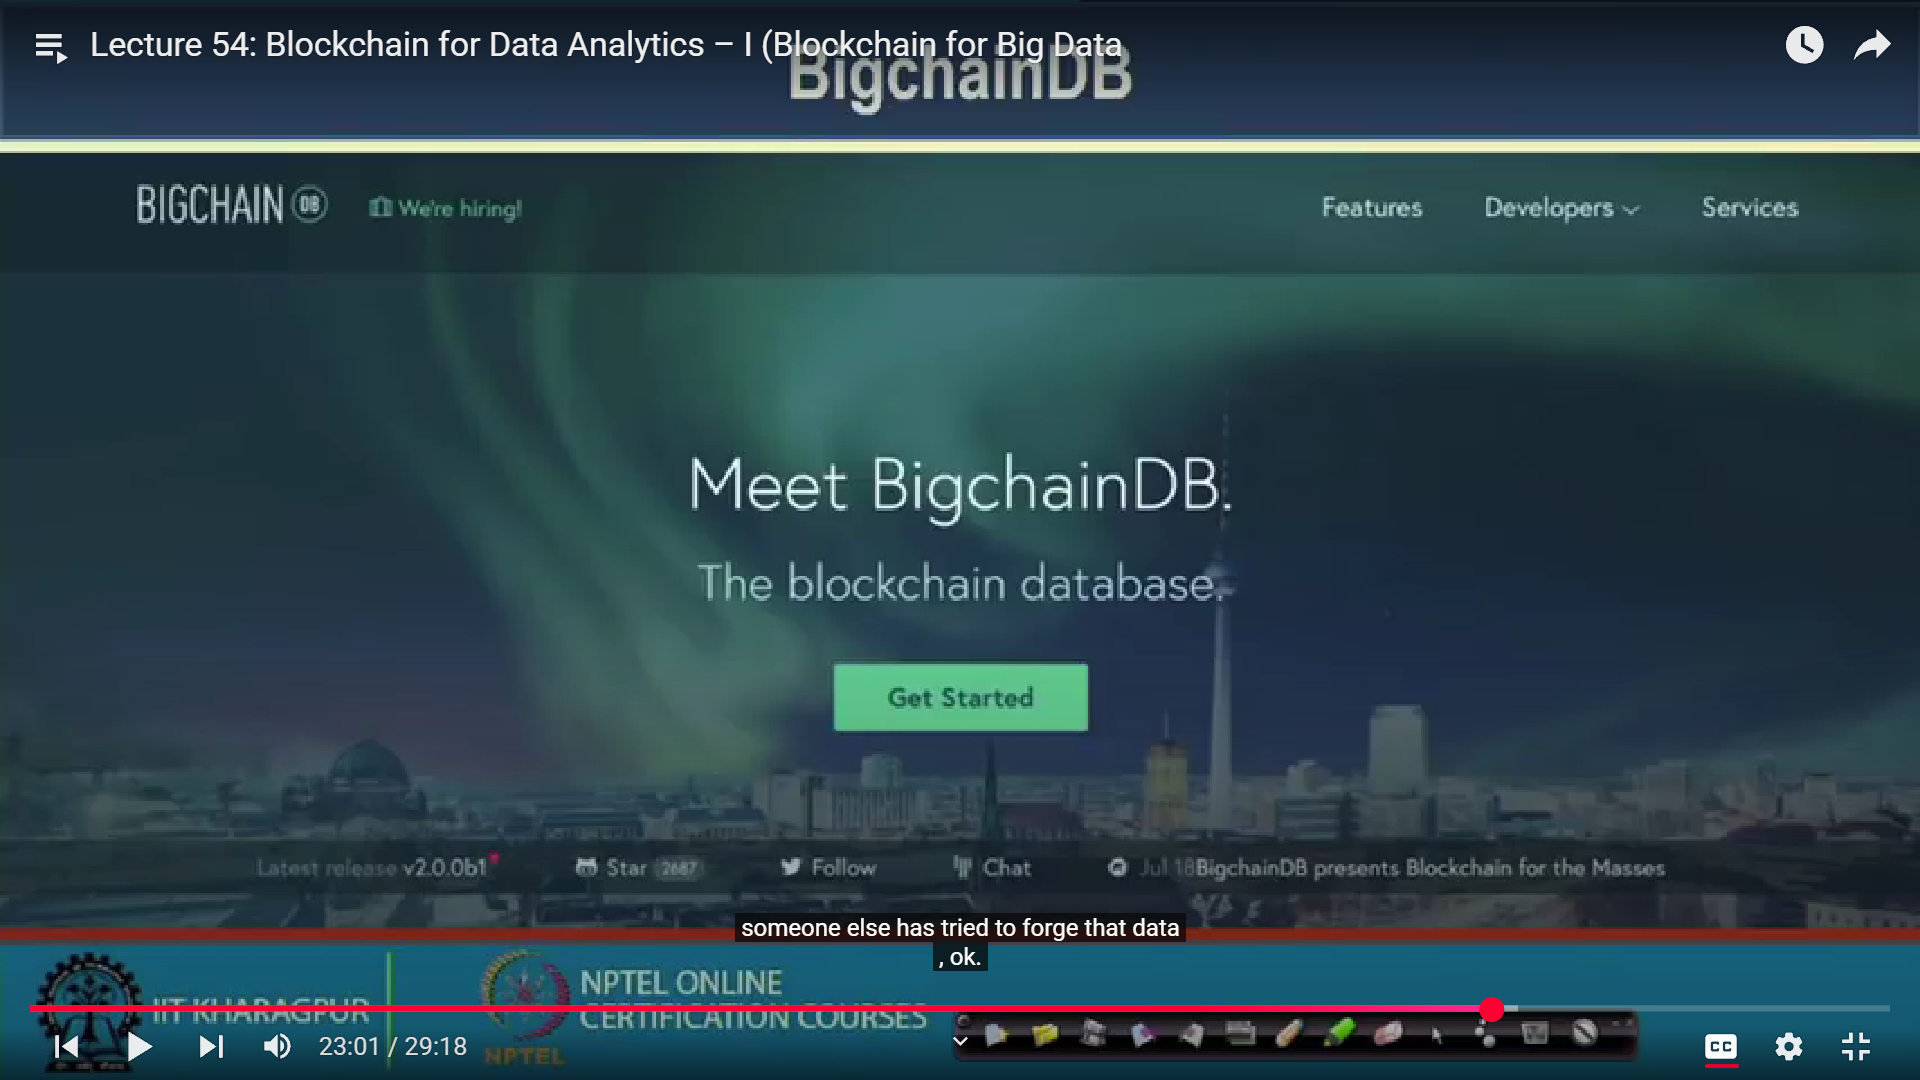 Lecture 54: Blockchain for Data Analytics – I (Blockchain for Big Data
BigchainDB
BIGCHAIN DB
We're hiring!
Features
Developers
Services
Meet BigchainDB.
The blockchain database.
Get Started
Latest release v2.0.0b1
Star 2687
Follow
Chat
Jul 18 BigchainDB presents Blockchain for the Masses
someone else has tried to forge that data
, ok.
IIT KHARAGPUR
NPTEL
NPTEL ONLINE
CERTIFICATION COURSES
23:01 / 29:18
CC